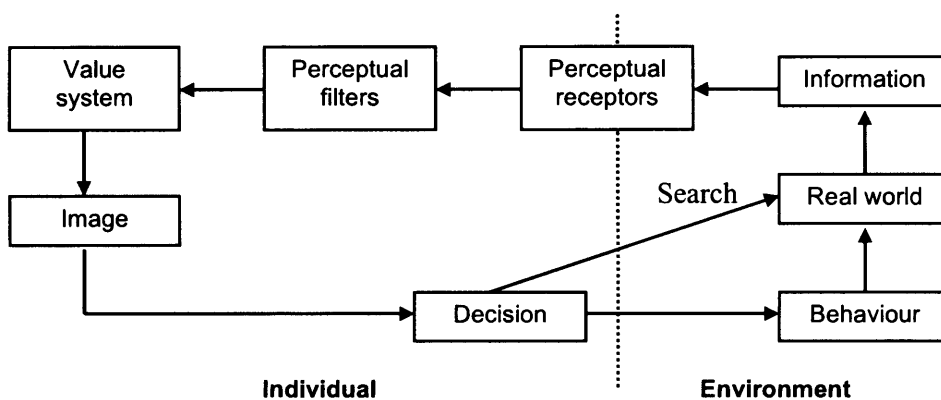 Value
system
Perceptual
filters
Perceptual
receptors
Information
Search
Real world
Image
Decision
Behaviour
Individual
Environment